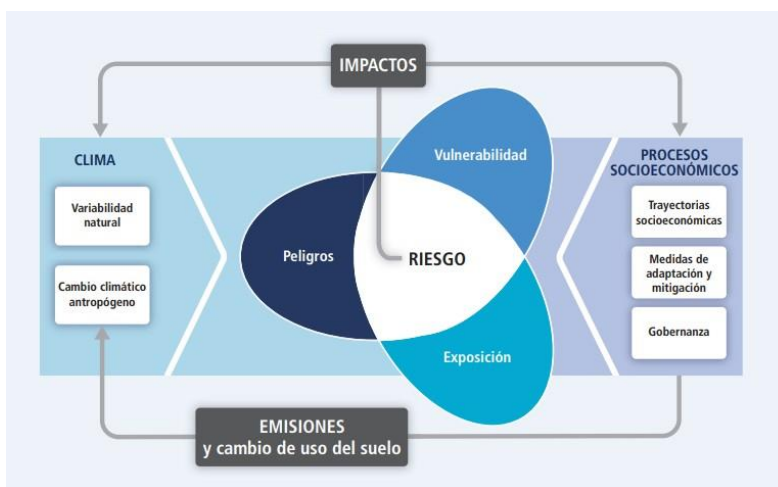 IMPACTOS
CLIMA
Variabilidad
natural
Cambio climático
antropógeno
Peligros
Vulnerabilidad
RIESGO
Exposición
PROCESOS
SOCIOECONÓMICOS
Trayectorias
socioeconómicas
Medidas de
adaptación y
mitigación
Gobernanza
EMISIONES
y cambio de uso del suelo